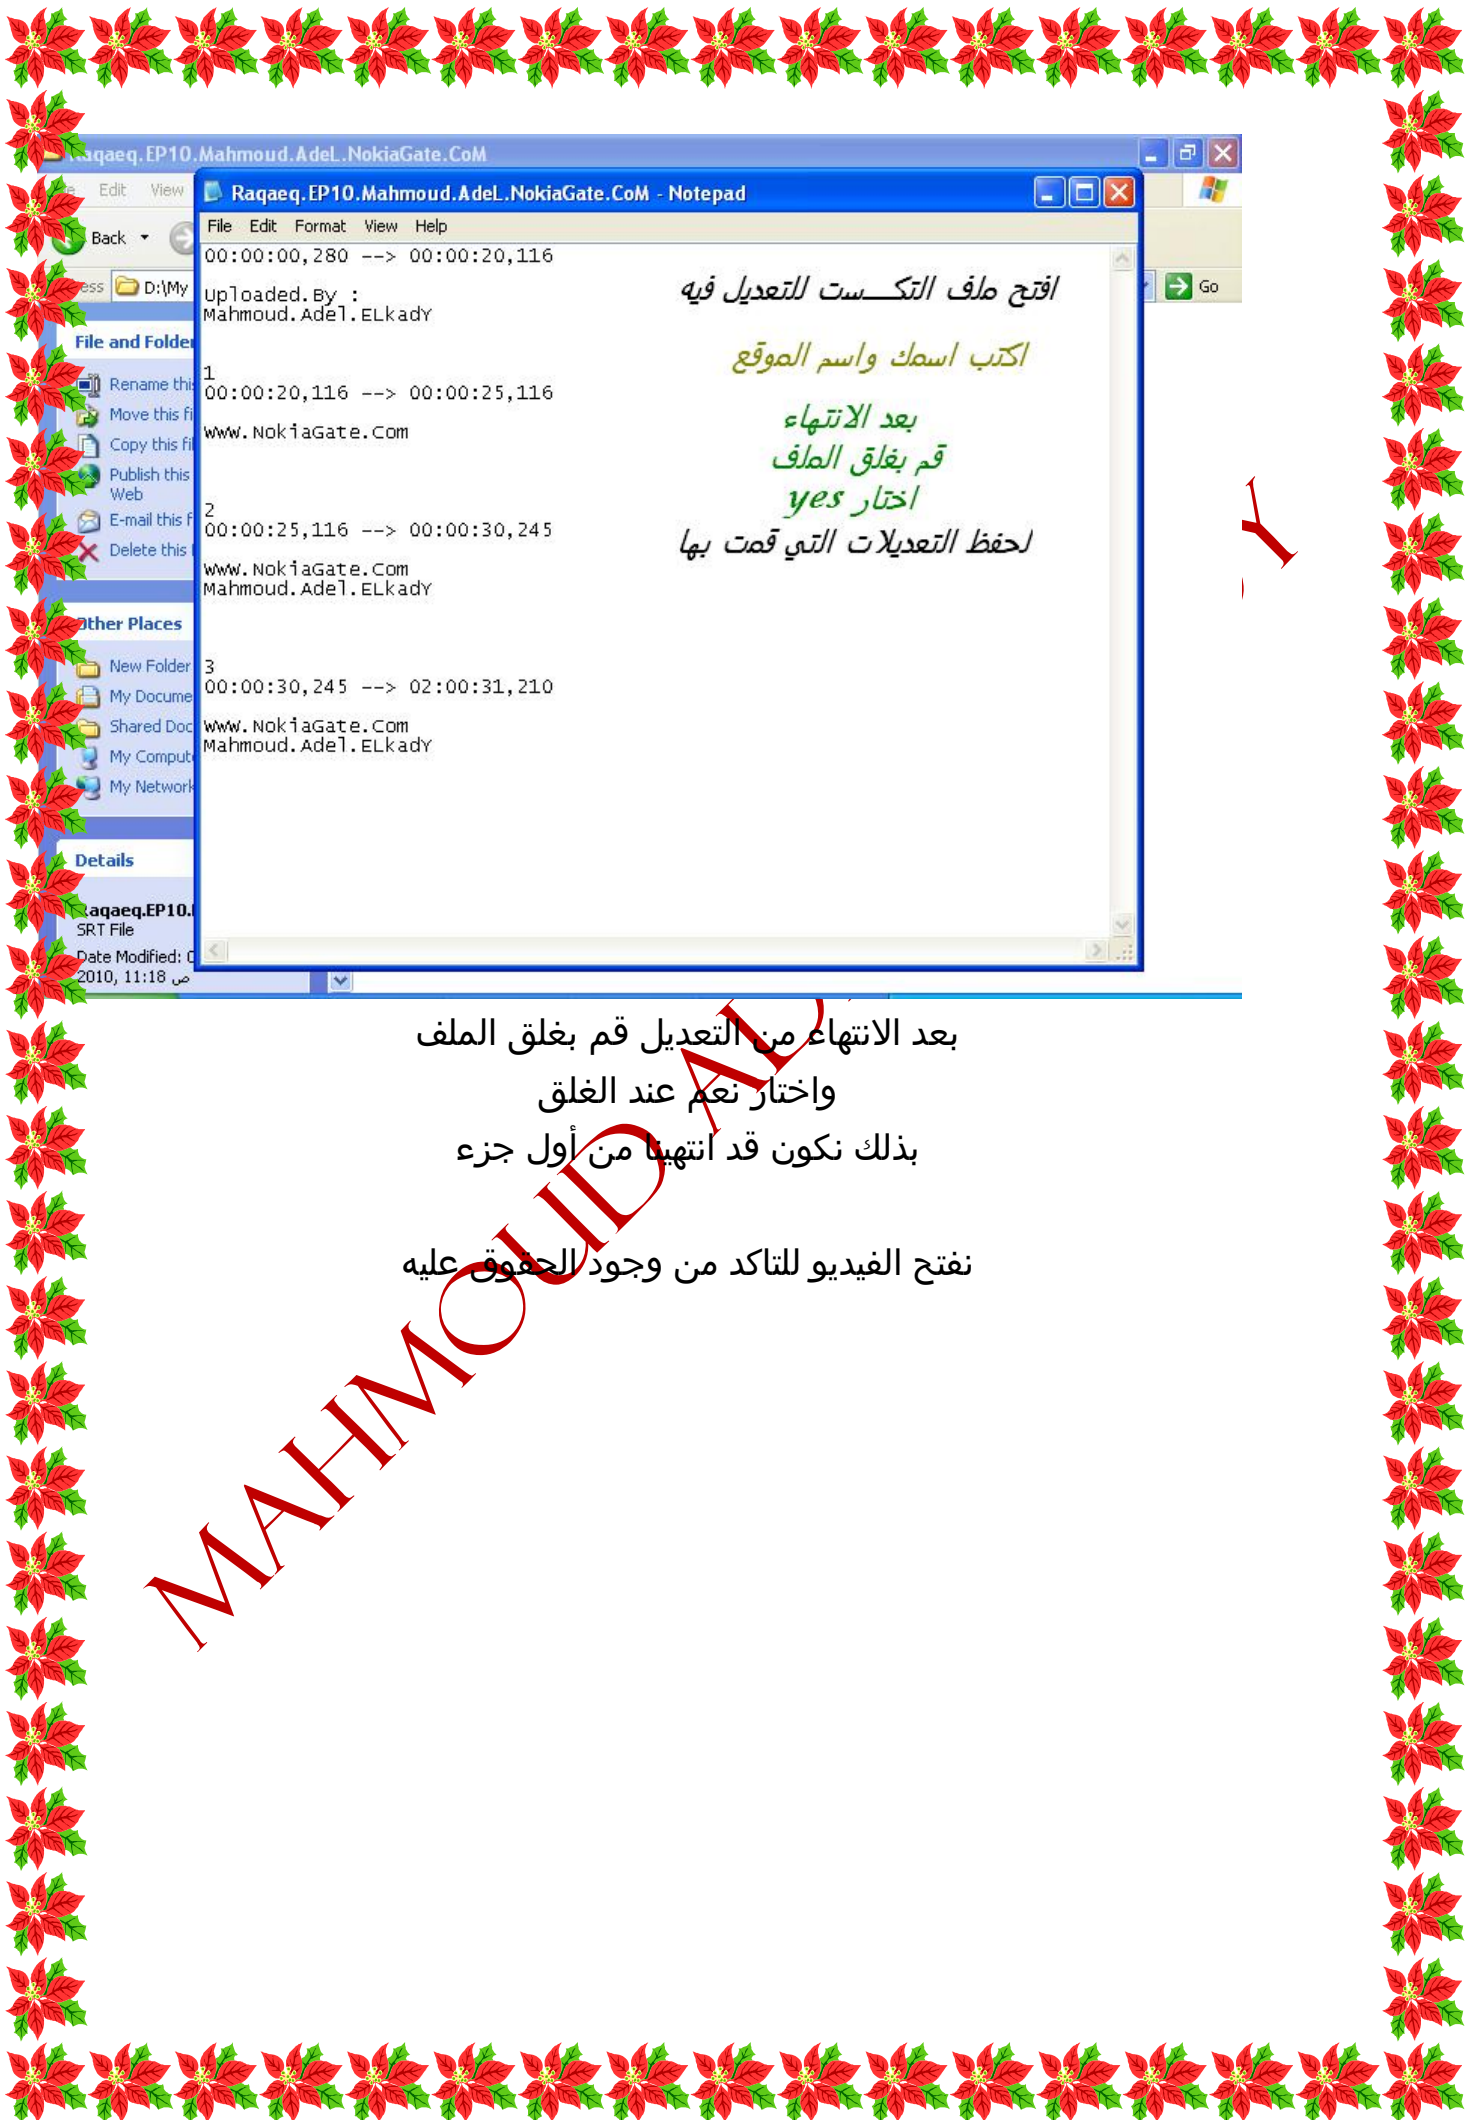 Raqaeq.EP10.Mahmoud.AdeL.NokiaGate.CoM
Edit View
Raqaeq.EP10.Mahmoud.AdeL.NokiaGate.CoM - Notepad
File Edit Format View Help
Back
D:\My
Go
00:00:00,280 --> 00:00:20,116
Uploaded.By :
Mahmoud.Adel.ELkadY
1
00:00:20,116 --> 00:00:25,116
Www.NokiaGate.Com
2
00:00:25,116 --> 00:00:30,245
Www.NokiaGate.Com
Mahmoud.Adel.ELkadY
3
00:00:30,245 --> 02:00:31,210
Www.NokiaGate.Com
Mahmoud.Adel.ELkadY
افتح ملف التكـــست للتعديل فيه
اكتب اسمك واسم الموقع
بعد الانتهاء
قم بغلق الملف
اختار yes
لحفظ التعديلات التي قمت بها
File and Folder
Rename this
Move this fi
Copy this fil
Publish this
Web
E-mail this f
Delete this
Other Places
New Folder
My Docume
Shared Doc
My Compute
My Network
Details
Raqaeq.EP10.
SRT File
Date Modified: 0
2010, 11:18 ص
بعد الانتهاء من التعديل قم بغلق الملف
واختار نعم عند الغلق
بذلك نكون قد انتهينا من أول جزء
نفتح الفيديو للتاكد من وجود الحقوق عليه
MAHMOUD AD
Y